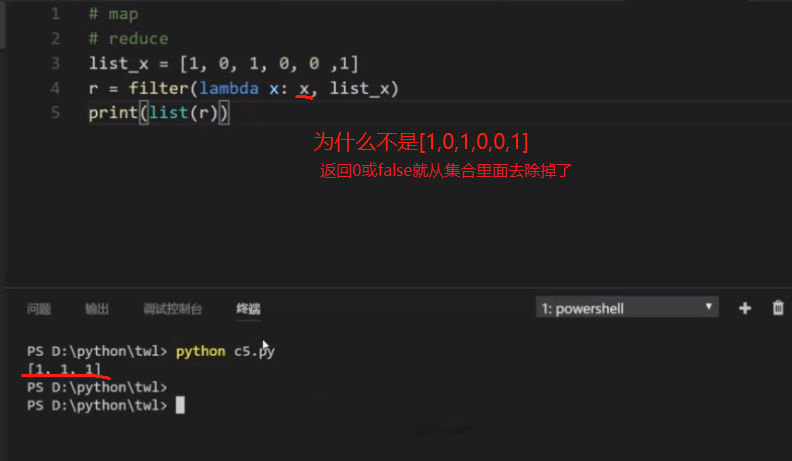 1 # map
2 # reduce
3 list_x = [1, 0, 1, 0, 0 ,1]
4 r = filter(lambda x: x, list_x)
5 print(list(r))
为什么不是[1,0,1,0,0,1]
返回0或false就从集合里面去除掉了
问题 输出 调试控制台 终端 1: powershell
PS D:\python\twl> python c5.py
[1, 1, 1]
PS D:\python\twl>
PS D:\python\twl>